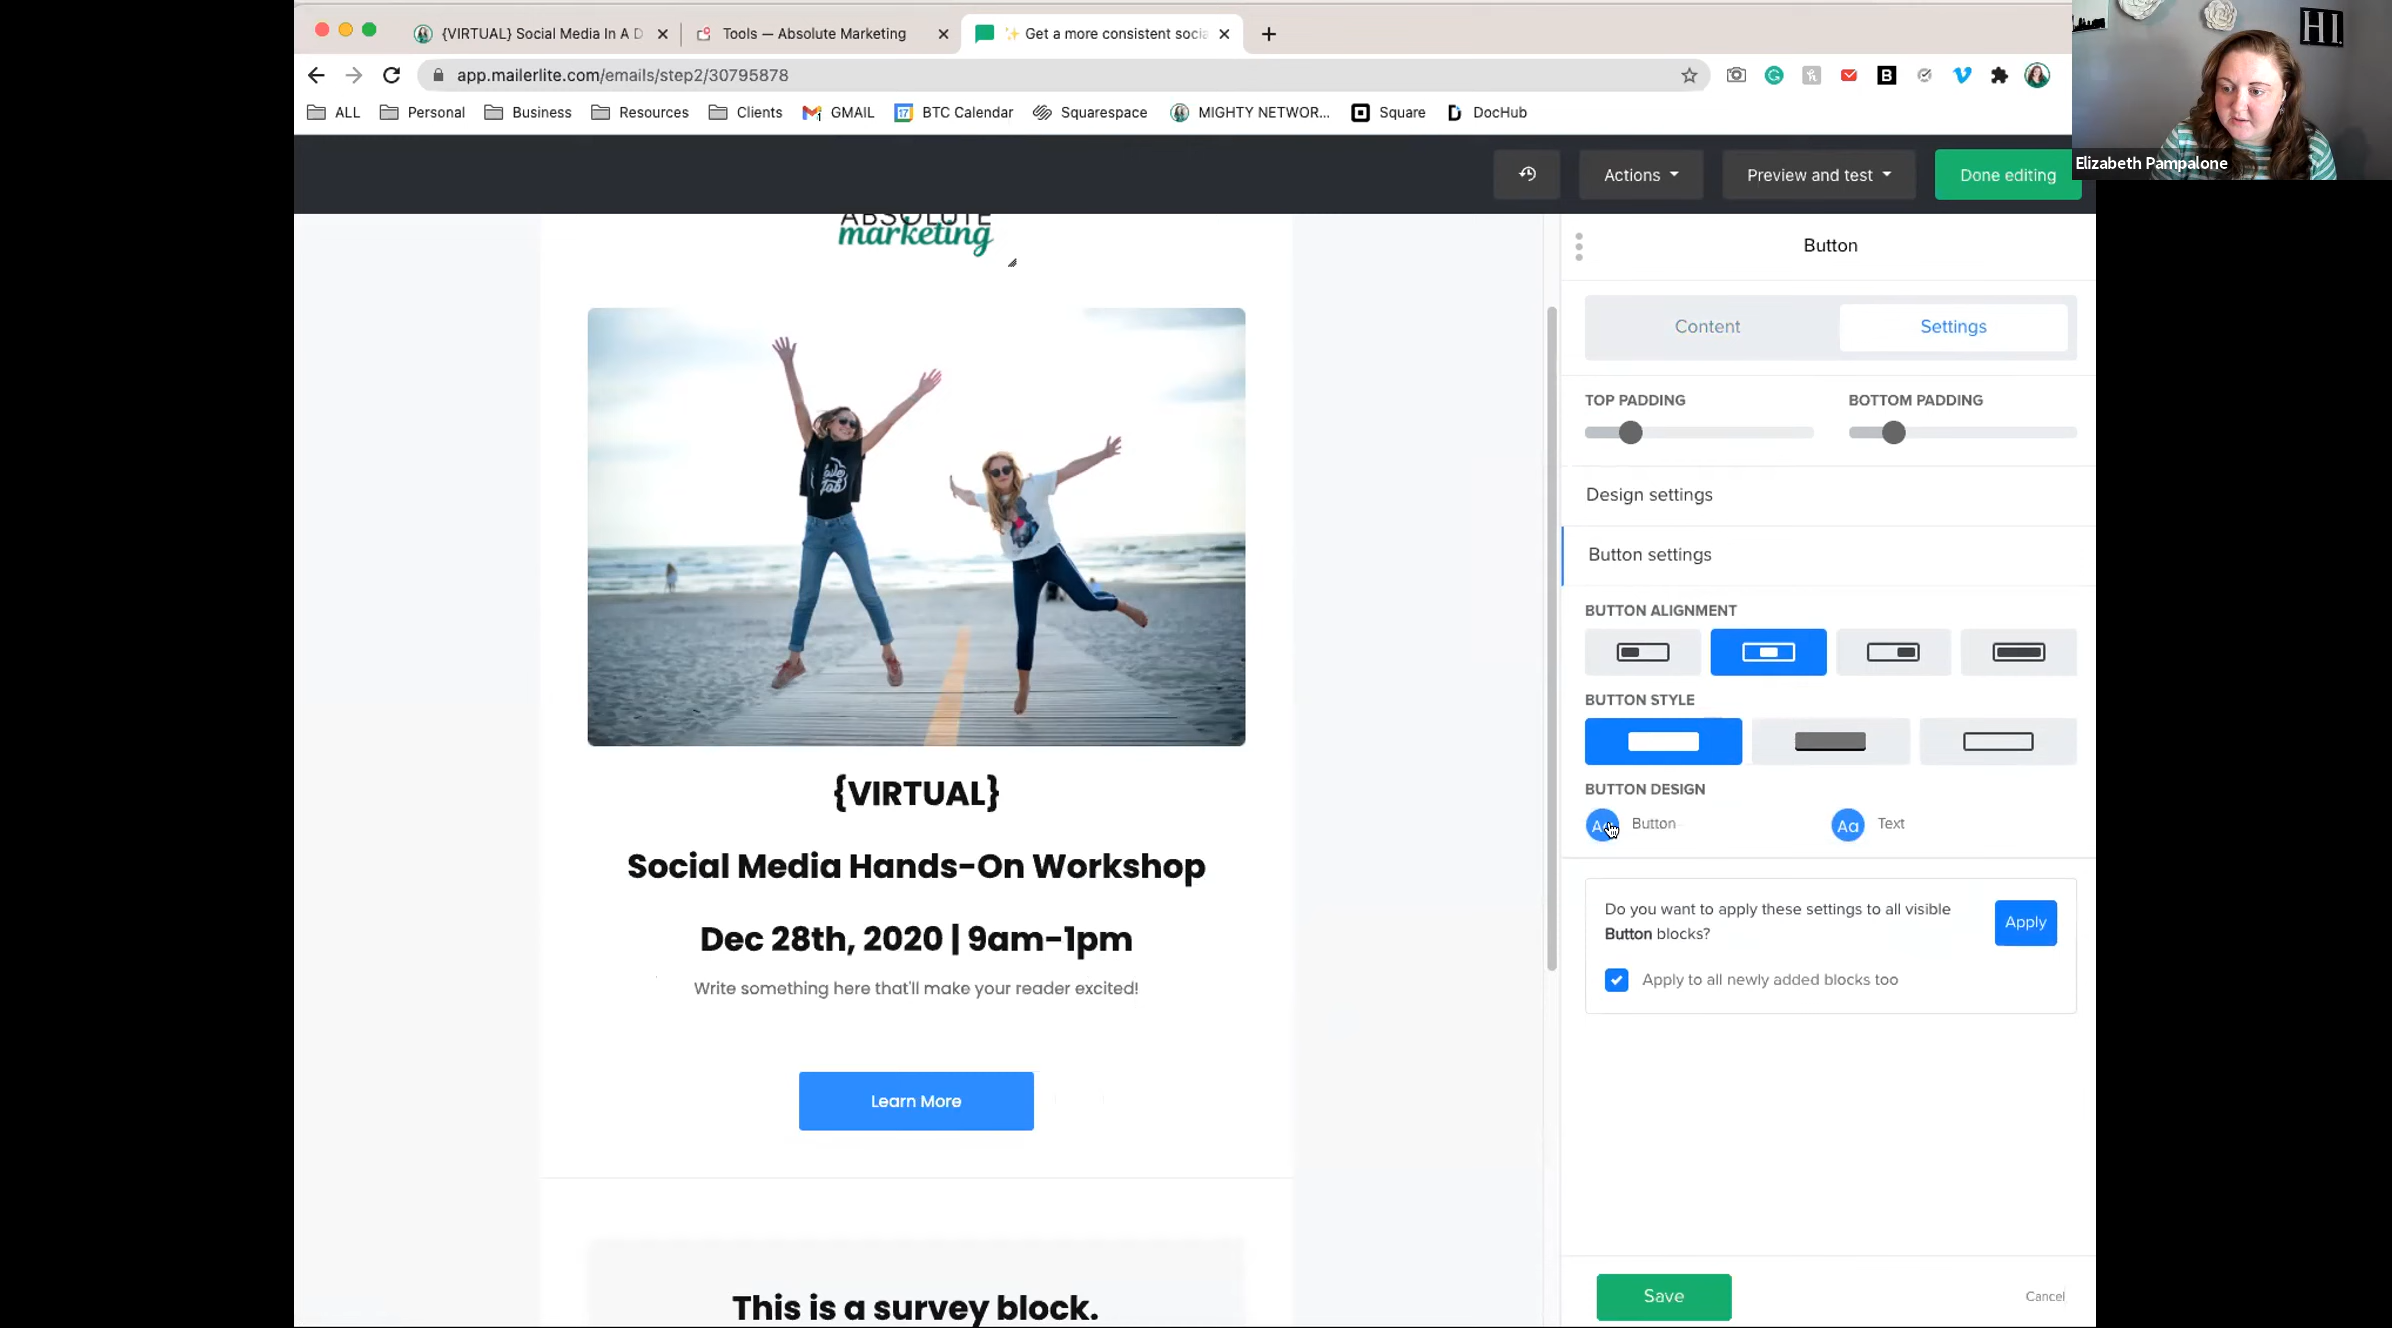 {VIRTUAL} Social Media In A D
Tools — Absolute Marketing
✨ Get a more consistent socia
app.mailerlite.com/emails/step2/30795878
ALL
Personal
Business
Resources
Clients
GMAIL
17
BTC Calendar
Squarespace
MIGHTY NETWOR...
Square
DocHub
HI.
Elizabeth Pampalone
Actions
Preview and test
Done editing
ABSOLUTE
marketing
{VIRTUAL}
Social Media Hands-On Workshop
Dec 28th, 2020 | 9am-1pm
Write something here that'll make your reader excited!
Learn More
This is a survey block.
Button
Content
Settings
TOP PADDING
BOTTOM PADDING
Design settings
Button settings
BUTTON ALIGNMENT
BUTTON STYLE
BUTTON DESIGN
Button
Aa
Text
Do you want to apply these settings to all visible
Button blocks?
Apply
Apply to all newly added blocks too
Save
Cancel